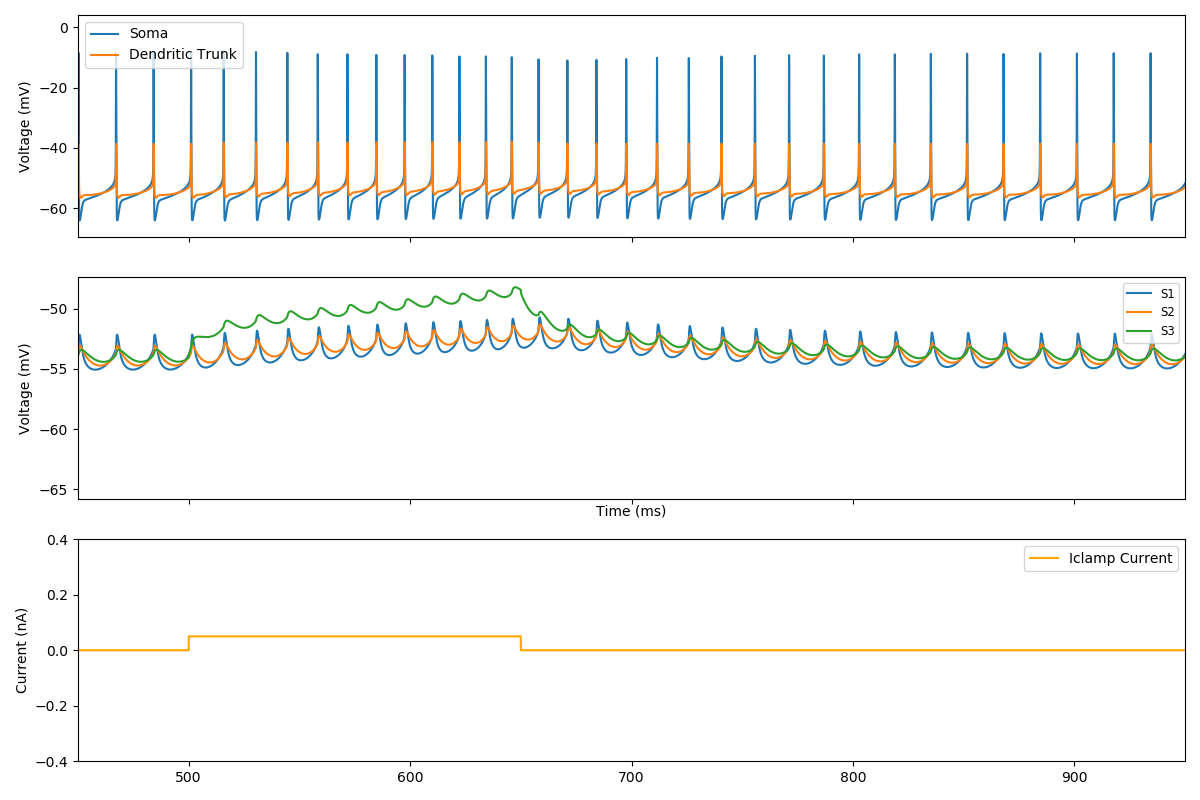 0
−20
−40
−60
Voltage (mV)
Soma
Dendritic Trunk
−50
−55
−60
−65
Voltage (mV)
S1
S2
S3
Time (ms)
0.4
0.2
0.0
−0.2
−0.4
Current (nA)
Iclamp Current
500 600 700 800 900